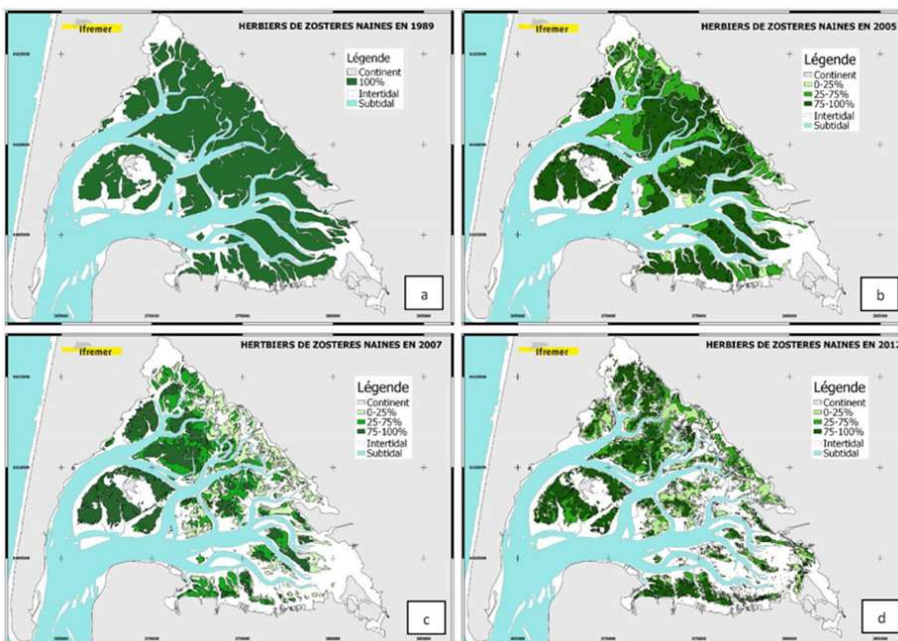 Ifremer
HERBIERS DE ZOSTERES NAINES EN 1989
Légende
Continent
100%
Intertidal
Subtidal
a
Ifremer
HERBIERS DE ZOSTERES NAINES EN 2005
Légende
Continent
0-25%
25-75%
75-100%
Intertidal
Subtidal
b
Ifremer
HERTBIERS DE ZOSTERES NAINES EN 2007
Légende
Continent
0-25%
25-75%
75-100%
Intertidal
Subtidal
c
Ifremer
HERBIERS DE ZOSTERES NAINES EN 2012
Légende
Continent
0-25%
25-75%
75-100%
Intertidal
Subtidal
d